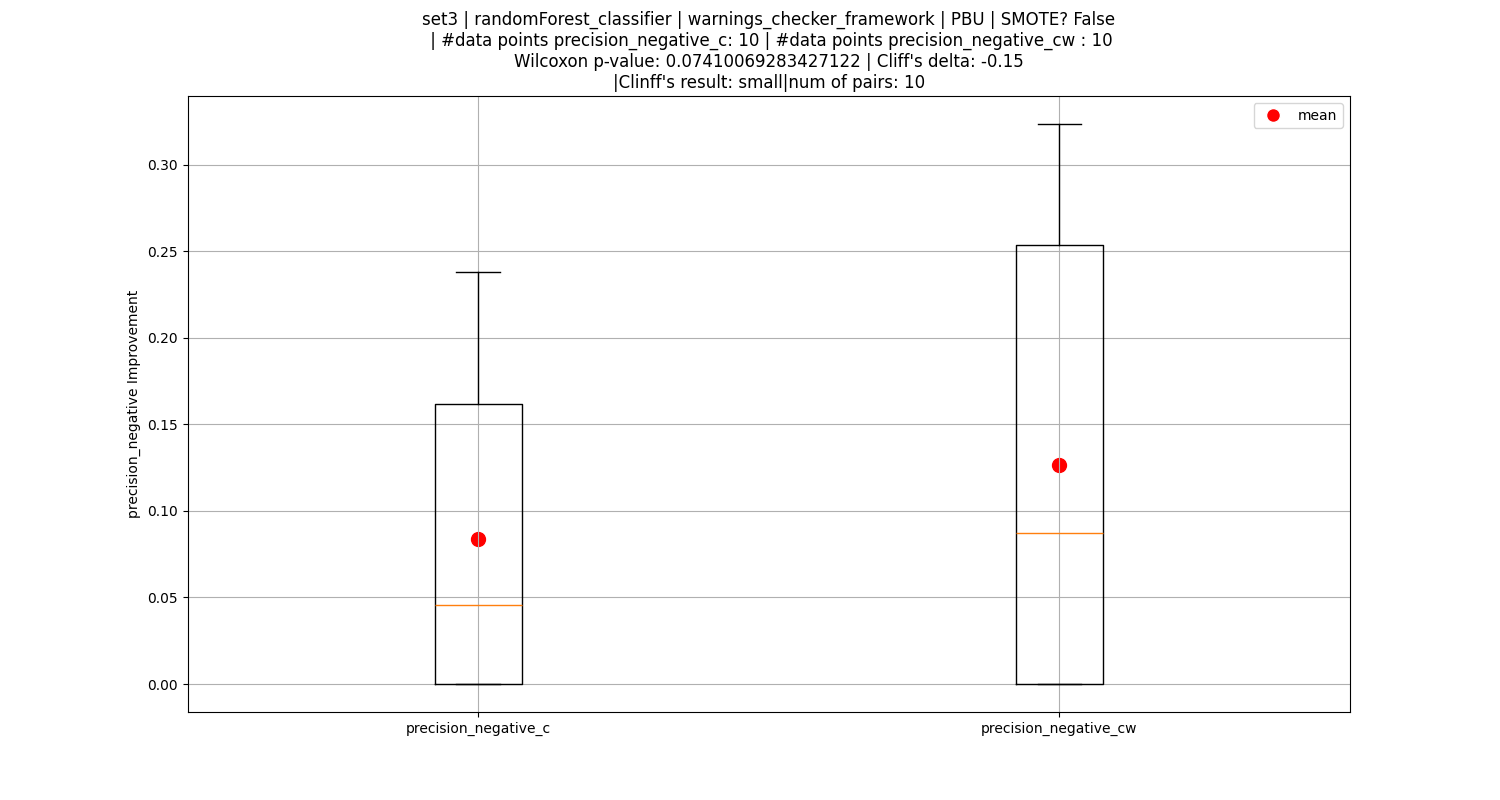 set3 | randomForest_classifier | warnings_checker_framework | PBU | SMOTE? False
| #data points precision_negative_c: 10 | #data points precision_negative_cw : 10
Wilcoxon p-value: 0.07410069283427122 | Cliff's delta: -0.15
|Clinff's result: small|num of pairs: 10
mean
0.30
0.25
0.20
0.15
0.10
0.05
0.00
precision_negative Improvement
precision_negative_c
precision_negative_cw